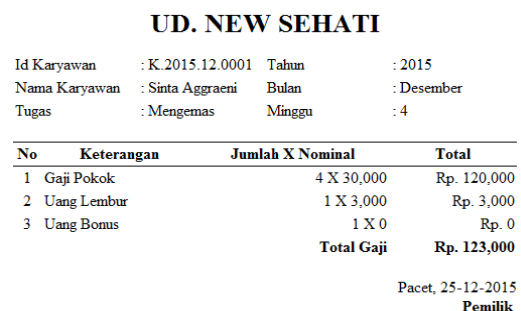 UD. NEW SEHATI
Id Karyawan : K.2015.12.0001 Tahun : 2015
Nama Karyawan : Sinta Aggraeni Bulan : Desember
Tugas : Mengemas Minggu : 4
No Keterangan Jumlah X Nominal Total
1 Gaji Pokok 4 X 30,000 Rp. 120,000
2 Uang Lembur 1 X 3,000 Rp. 3,000
3 Uang Bonus 1 X 0 Rp. 0
Total Gaji Rp. 123,000
Pacet, 25-12-2015
Pemilik